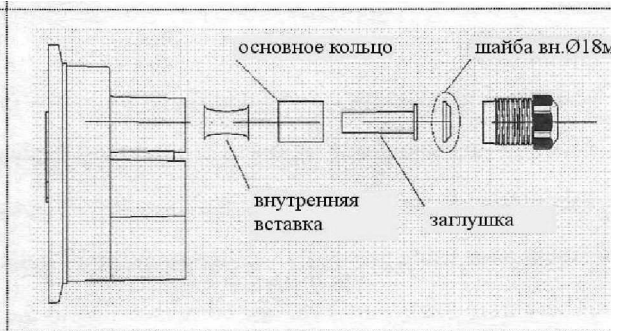 основное кольцо
шайба вн.Ø18м
внутренняя
вставка
заглушка